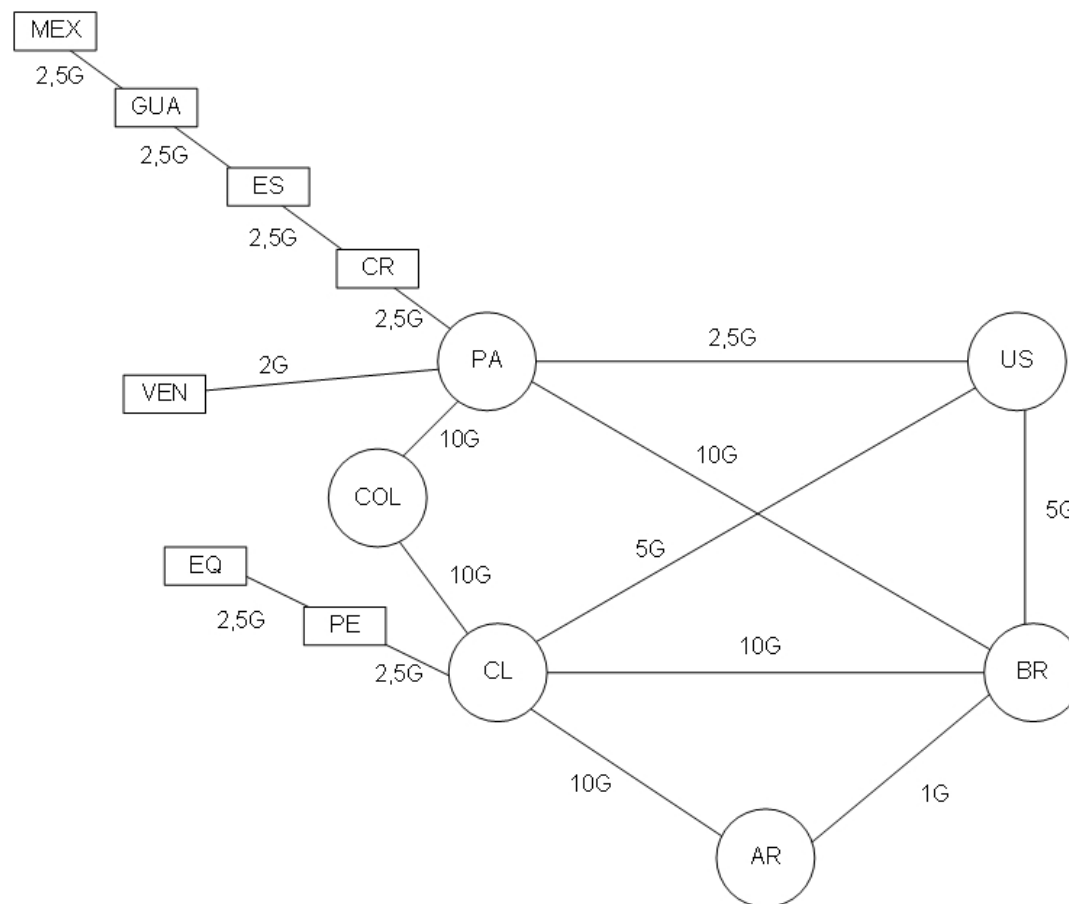 MEX
2,5G
GUA
2,5G
ES
2,5G
CR
2,5G
PA
2,5G
US
2G
VEN
10G
10G
COL
5G
5G
EQ
10G
2,5G
PE
10G
2,5G
CL
BR
10G
1G
AR